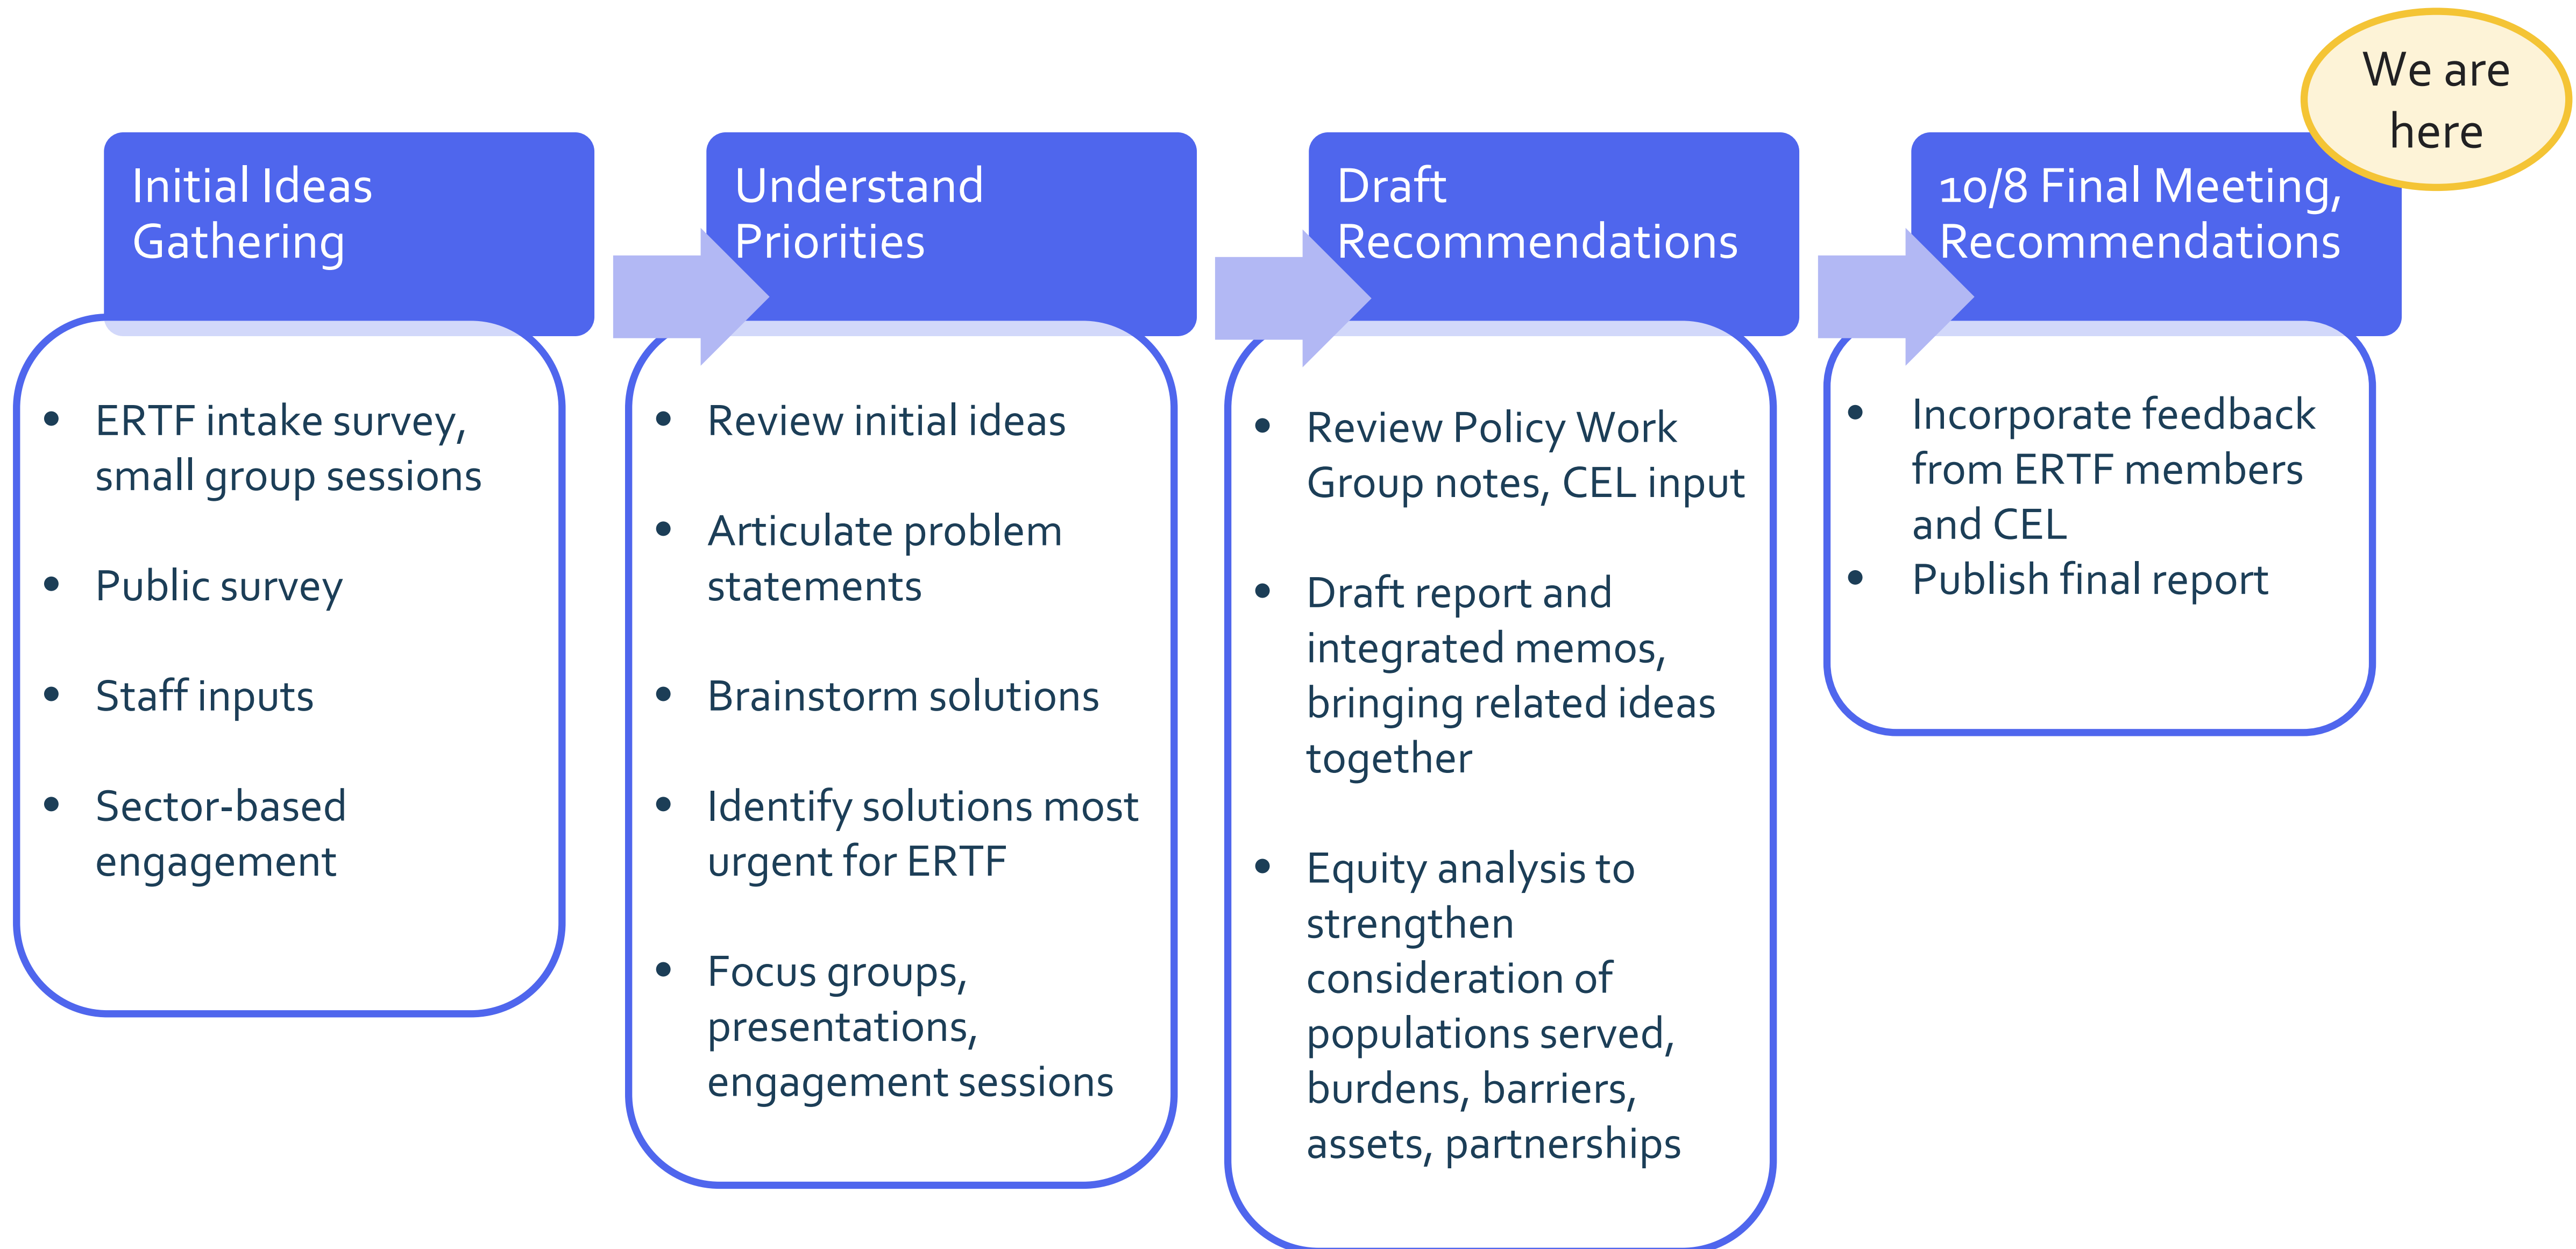 We are
here
Initial Ideas
Gathering
• ERTF intake survey,
small group sessions
• Public survey
• Staff inputs
• Sector-based
engagement
Understand
Priorities
• Review initial ideas
• Articulate problem
statements
• Brainstorm solutions
• Identify solutions most
urgent for ERTF
• Focus groups,
presentations,
engagement sessions
Draft
Recommendations
• Review Policy Work
Group notes, CEL input
• Draft report and
integrated memos,
bringing related ideas
together
• Equity analysis to
strengthen
consideration of
populations served,
burdens, barriers,
assets, partnerships
10/8 Final Meeting,
Recommendations
• Incorporate feedback
from ERTF members
and CEL
• Publish final report